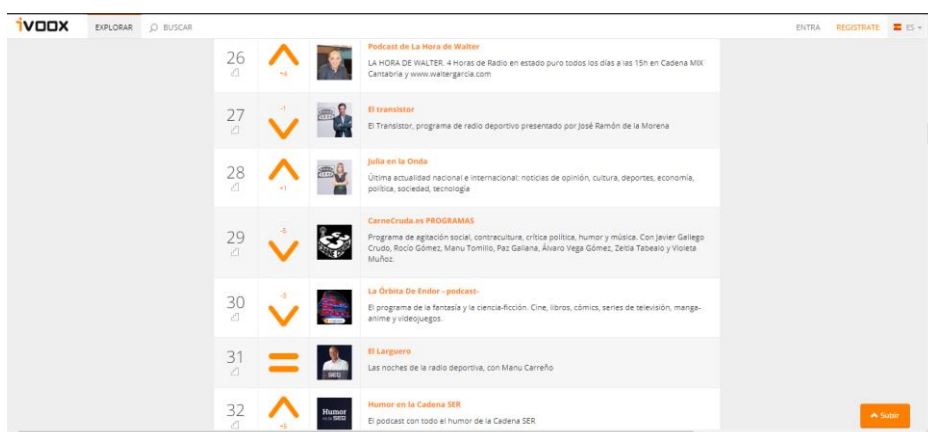 iVOOX EXPLORAR BUSCAR ENTRA REGISTRATE ES
26
+4
Podcast de La Hora de Walter
LA HORA DE WALTER. 4 Horas de Radio en estado puro todos los días a las 15h en Cadena MIX
Cantabria y www.waltergarcia.com
27
-1
El transistor
El Transistor, programa de radio deportivo presentado por José Ramón de la Morena
28
+1
Julia en la Onda
Última actualidad nacional e internacional: noticias de opinión, cultura, deportes, economía,
política, sociedad, tecnología
29
-5
CARNE CRUDA
CarneCruda.es PROGRAMAS
Programa de agitación social, contracultura, crítica política, humor y música. Con Javier Gallego
Crudo, Rocío Gómez, Manu Tomillo, Paz Gallana, Álvaro Vega Gómez, Zeltia Tabealo y Violeta
Muñoz.
30
-3
La Órbita De Endor - podcast-
El programa de la fantasía y la ciencia-ficción. Cine, libros, cómics, series de televisión, manga-
anime y videojuegos.
31
SER
El Larguero
Las noches de la radio deportiva, con Manu Carreño
32
Humor
en la SER
Humor en la Cadena SER
El podcast con todo el humor de la Cadena SER
Subir